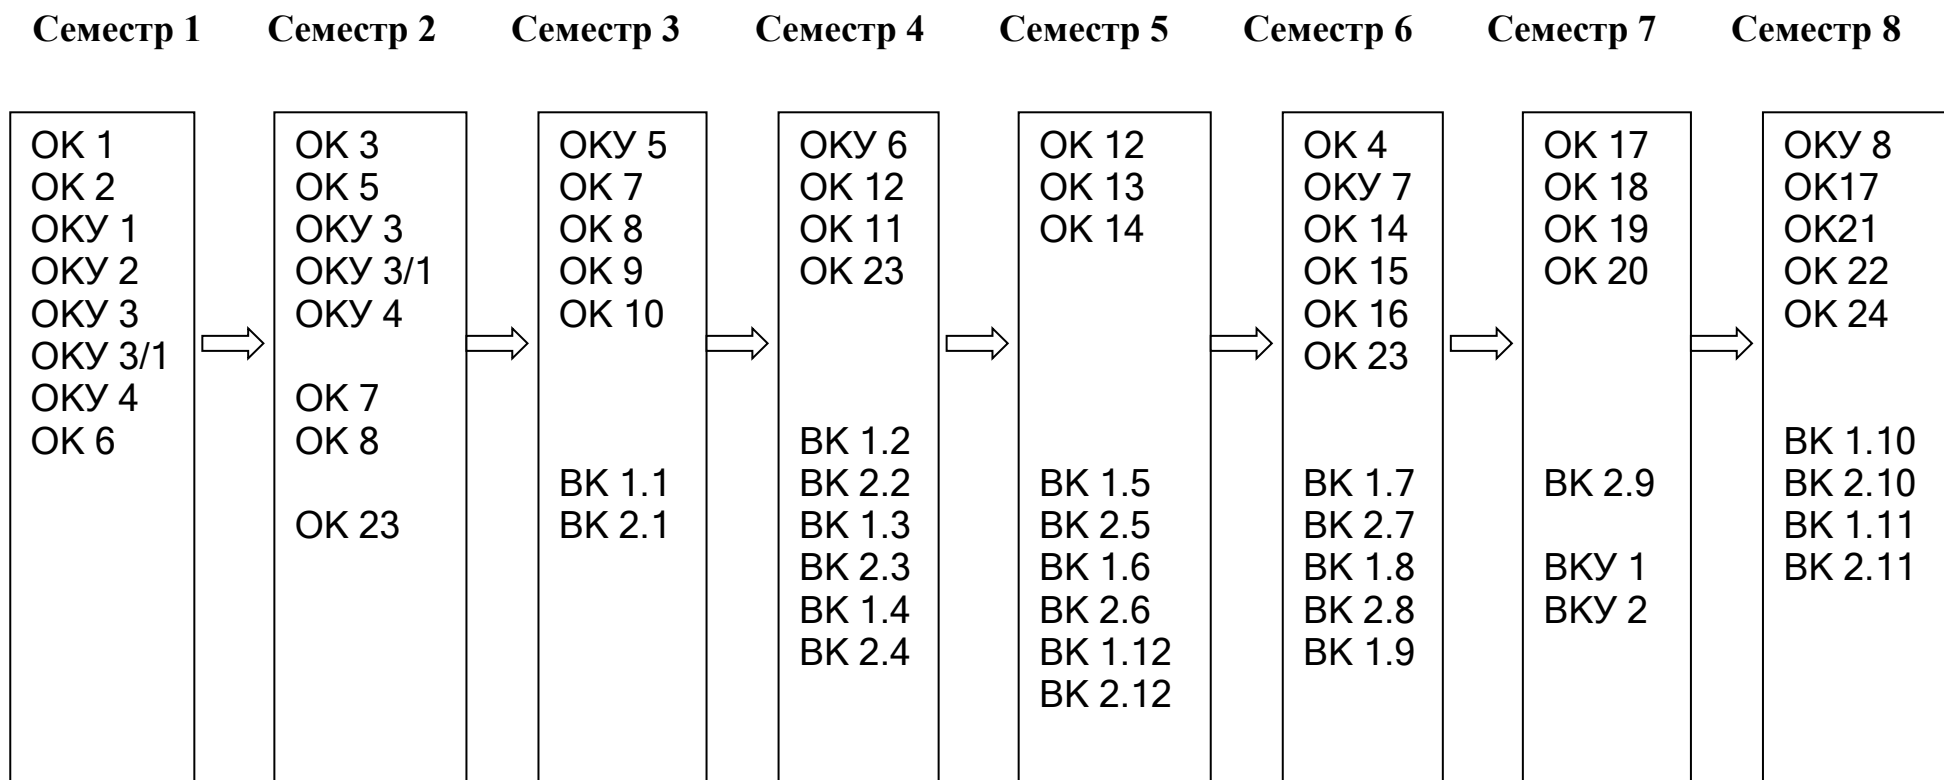 Семестр 1
Семестр 2
Семестр 3
Семестр 4
Семестр 5
Семестр 6
Семестр 7
Семестр 8
ОК 1
ОК 2
ОКУ 1
ОКУ 2
ОКУ 3
ОКУ 3/1
ОКУ 4
ОК 6
ОК 3
ОК 5
ОКУ 3
ОКУ 3/1
ОКУ 4
ОК 7
ОК 8
ОК 23
ОКУ 5
ОК 7
ОК 8
ОК 9
ОК 10
ВК 1.1
ВК 2.1
ОКУ 6
ОК 12
ОК 11
ОК 23
ВК 1.2
ВК 2.2
ВК 1.3
ВК 2.3
ВК 1.4
ВК 2.4
ОК 12
ОК 13
ОК 14
ВК 1.5
ВК 2.5
ВК 1.6
ВК 2.6
ВК 1.12
ВК 2.12
ОК 4
ОКУ 7
ОК 14
ОК 15
ОК 16
ОК 23
ВК 1.7
ВК 2.7
ВК 1.8
ВК 2.8
ВК 1.9
ОК 17
ОК 18
ОК 19
ОК 20
ВК 2.9
ВКУ 1
ВКУ 2
ОКУ 8
ОК17
ОК21
ОК 22
ОК 24
ВК 1.10
ВК 2.10
ВК 1.11
ВК 2.11